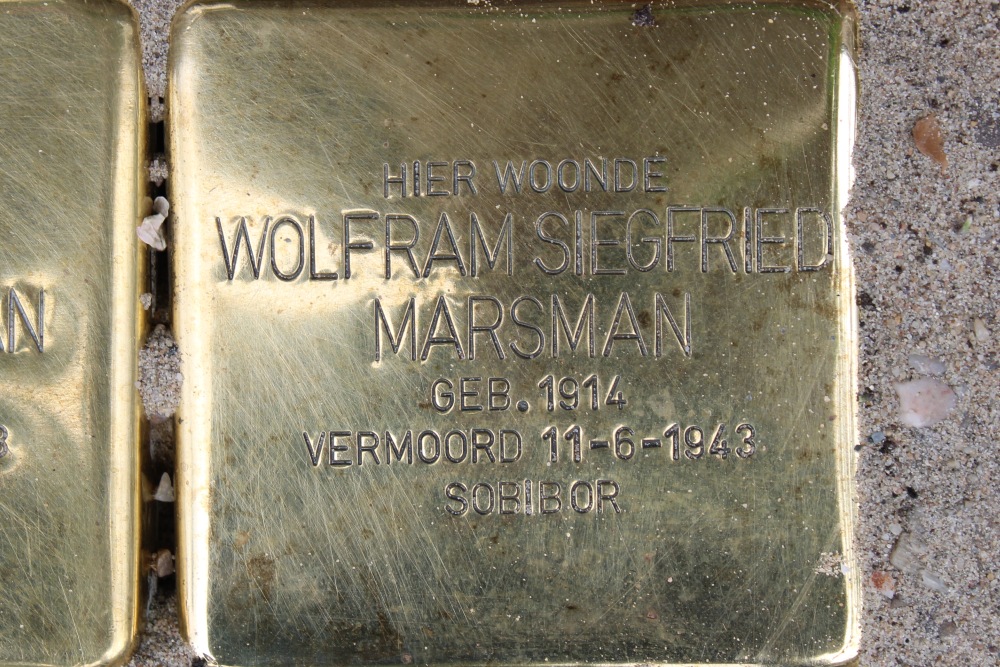 HIER WOONDE
WOLFRAM SIEGFRIED
MARSMAN
GEB. 1914
VERMOORD 11-6-1943
SOBIBOR